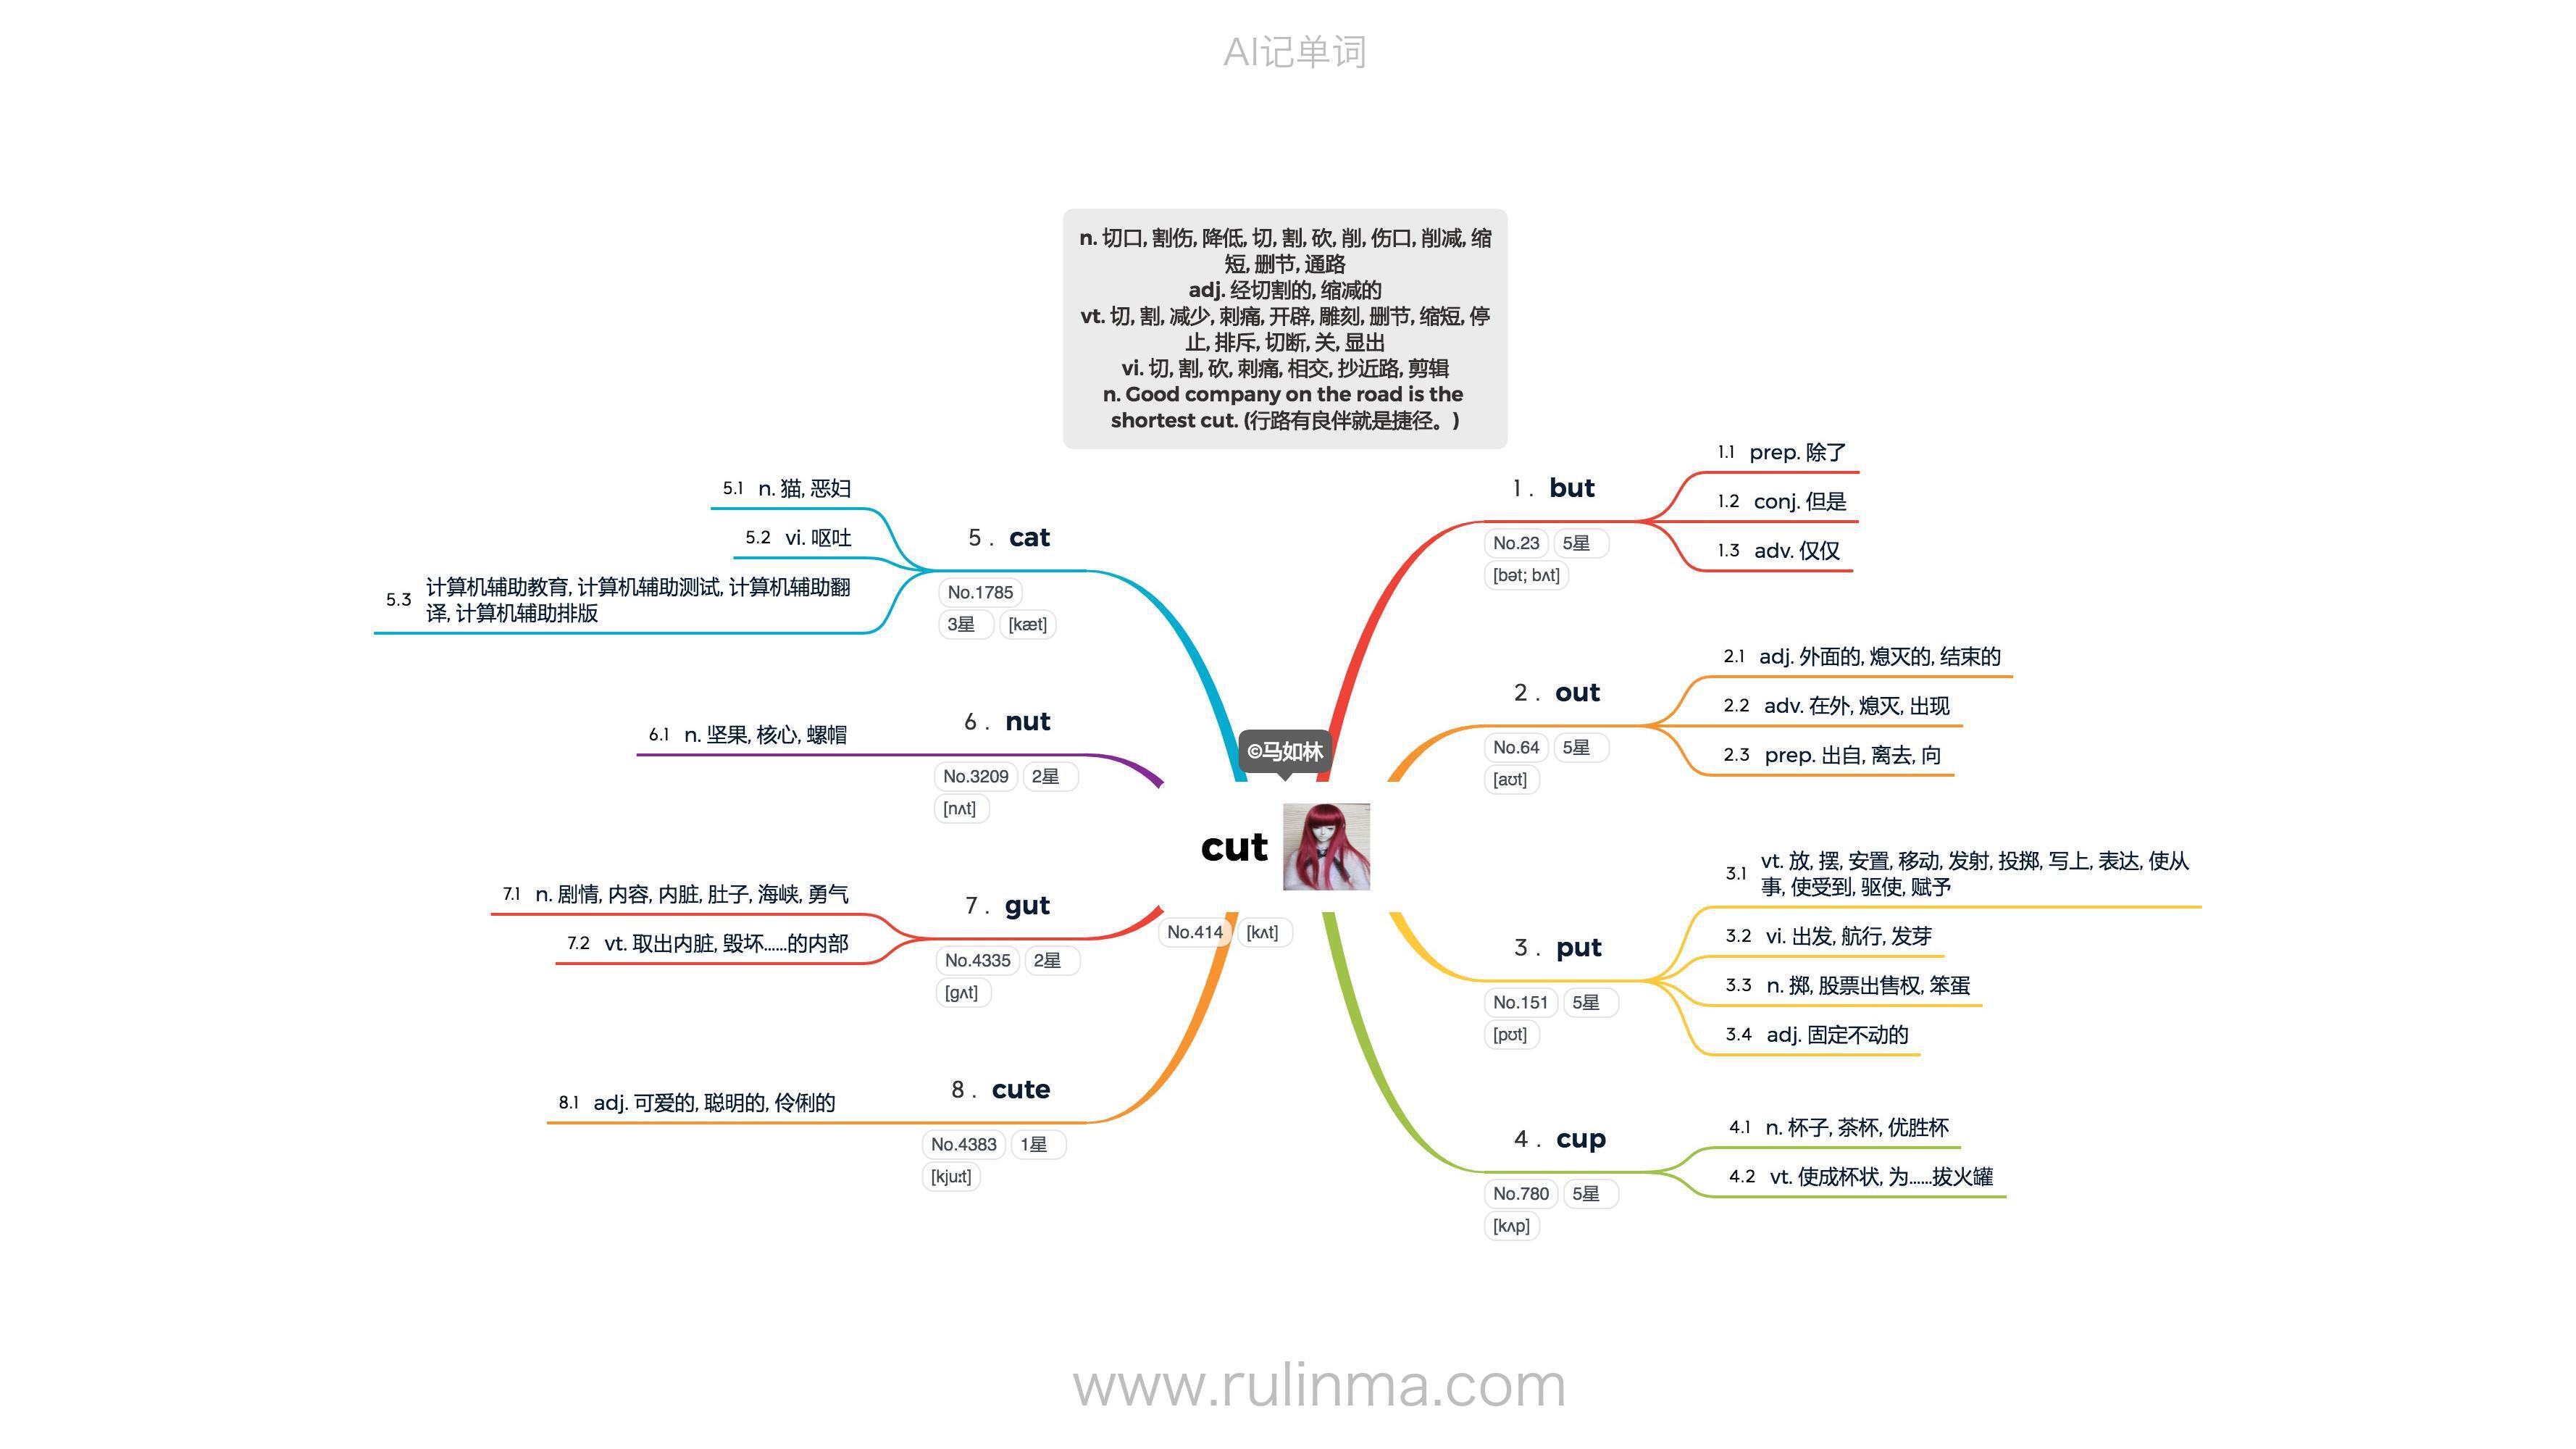 AI记单词
n. 切口, 割伤, 降低, 切, 割, 砍, 削, 伤口, 削减, 缩
短, 删节, 通路
adj. 经切割的, 缩减的
vt. 切, 割, 减少, 刺痛, 开辟, 雕刻, 删节, 缩短, 停
止, 排斥, 切断, 关, 显出
vi. 切, 割, 砍, 刺痛, 相交, 抄近路, 剪辑
n. Good company on the road is the
shortest cut. (行路有良伴就是捷径。)
©马如林
cut
No.414 [kʌt]
1. but
No.23 5星
[bət; bʌt]
1.1 prep. 除了
1.2 conj. 但是
1.3 adv. 仅仅
2. out
No.64 5星
[aʊt]
2.1 adj. 外面的, 熄灭的, 结束的
2.2 adv. 在外, 熄灭, 出现
2.3 prep. 出自, 离去, 向
3. put
No.151 5星
[pʊt]
3.1 vt. 放, 摆, 安置, 移动, 发射, 投掷, 写上, 表达, 使从
事, 使受到, 驱使, 赋予
3.2 vi. 出发, 航行, 发芽
3.3 n. 掷, 股票出售权, 笨蛋
3.4 adj. 固定不动的
4. cup
No.780 5星
[kʌp]
4.1 n. 杯子, 茶杯, 优胜杯
4.2 vt. 使成杯状, 为……拔火罐
5. cat
No.1785
3星 [kæt]
5.1 n. 猫, 恶妇
5.2 vi. 呕吐
5.3 计算机辅助教育, 计算机辅助测试, 计算机辅助翻
译, 计算机辅助排版
6. nut
No.3209 2星
[nʌt]
6.1 n. 坚果, 核心, 螺帽
7. gut
No.4335 2星
[gʌt]
7.1 n. 剧情, 内容, 内脏, 肚子, 海峡, 勇气
7.2 vt. 取出内脏, 毁坏……的内部
8. cute
No.4383 1星
[kjuːt]
8.1 adj. 可爱的, 聪明的, 伶俐的
www.rulinma.com